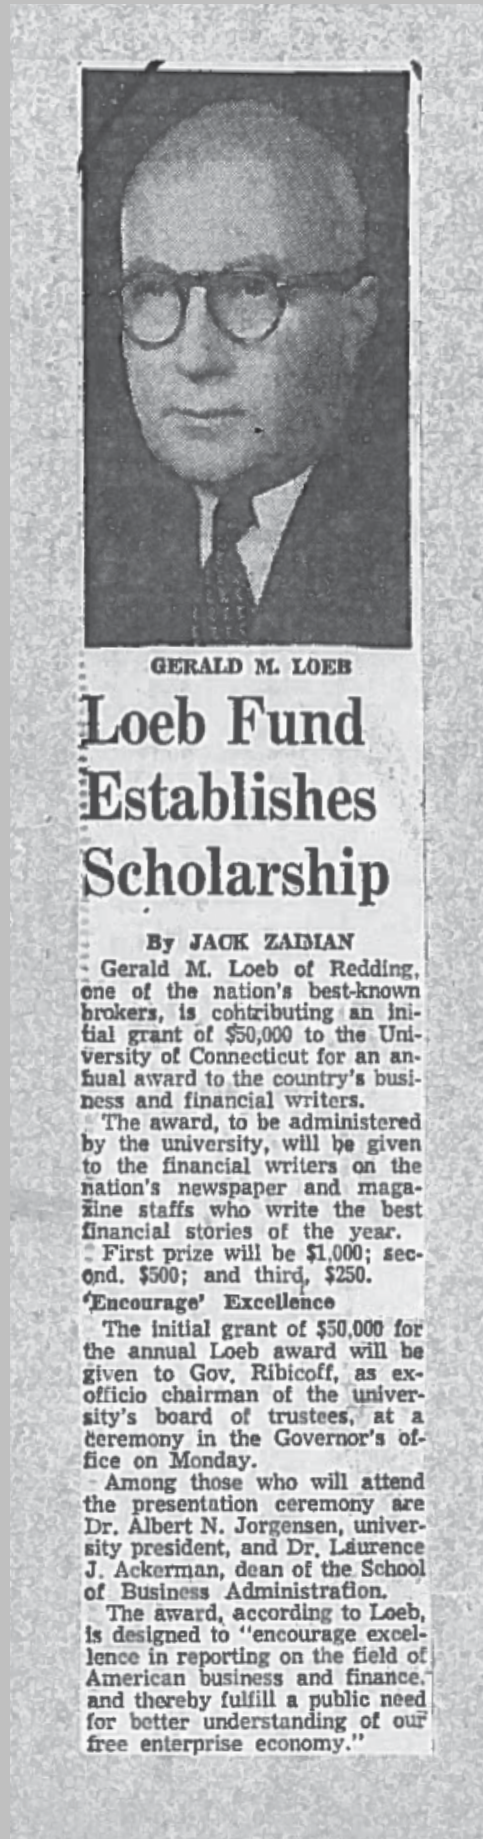 GERALD M. LOEB
Loeb Fund
Establishes
Scholarship
By JACK ZAIMAN
Gerald M. Loeb of Redding,
one of the nation's best-known
brokers, is contributing an ini-
tial grant of $50,000 to the Uni-
versity of Connecticut for an an-
nual award to the country's busi-
ness and financial writers.
The award, to be administered
by the university, will be given
to the financial writers on the
nation's newspaper and maga-
zine staffs who write the best
financial stories of the year.
First prize will be $1,000; sec-
ond, $500; and third, $250.
'Encourage' Excellence
The initial grant of $50,000 for
the annual Loeb award will be
given to Gov. Ribicoff, as ex-
officio chairman of the univer-
sity's board of trustees, at a
ceremony in the Governor's of-
fice on Monday.
Among those who will attend
the presentation ceremony are
Dr. Albert N. Jorgensen, univer-
sity president, and Dr. Laurence
J. Ackerman, dean of the School
of Business Administration.
The award, according to Loeb,
is designed to "encourage excel-
lence in reporting on the field of
American business and finance,
and thereby fulfill a public need
for better understanding of our
free enterprise economy."